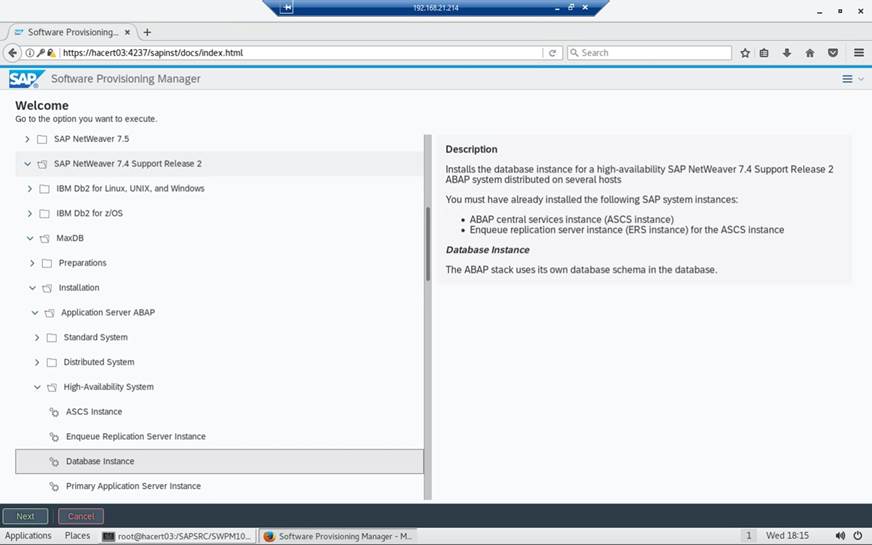 192.168.21.214
Software Provisioning...
https://hacert03:4237/sapinst/docs/index.html
Search
SAP
Software Provisioning Manager
Welcome
Go to the option you want to execute.
SAP NetWeaver 7.5
SAP NetWeaver 7.4 Support Release 2
IBM Db2 for Linux, UNIX, and Windows
IBM Db2 for z/OS
MaxDB
Preparations
Installation
Application Server ABAP
Standard System
Distributed System
High-Availability System
ASCS Instance
Enqueue Replication Server Instance
Database Instance
Primary Application Server Instance
Description
Installs the database instance for a high-availability SAP NetWeaver 7.4 Support Release 2
ABAP system distributed on several hosts
You must have already installed the following SAP system instances:
• ABAP central services instance (ASCS instance)
• Enqueue replication server instance (ERS instance) for the ASCS instance
Database Instance
The ABAP stack uses its own database schema in the database.
Next
Cancel
Applications
Places
root@hacert03:/SAPSRC/SWPM10...
Software Provisioning Manager - M...
1
Wed 18:15